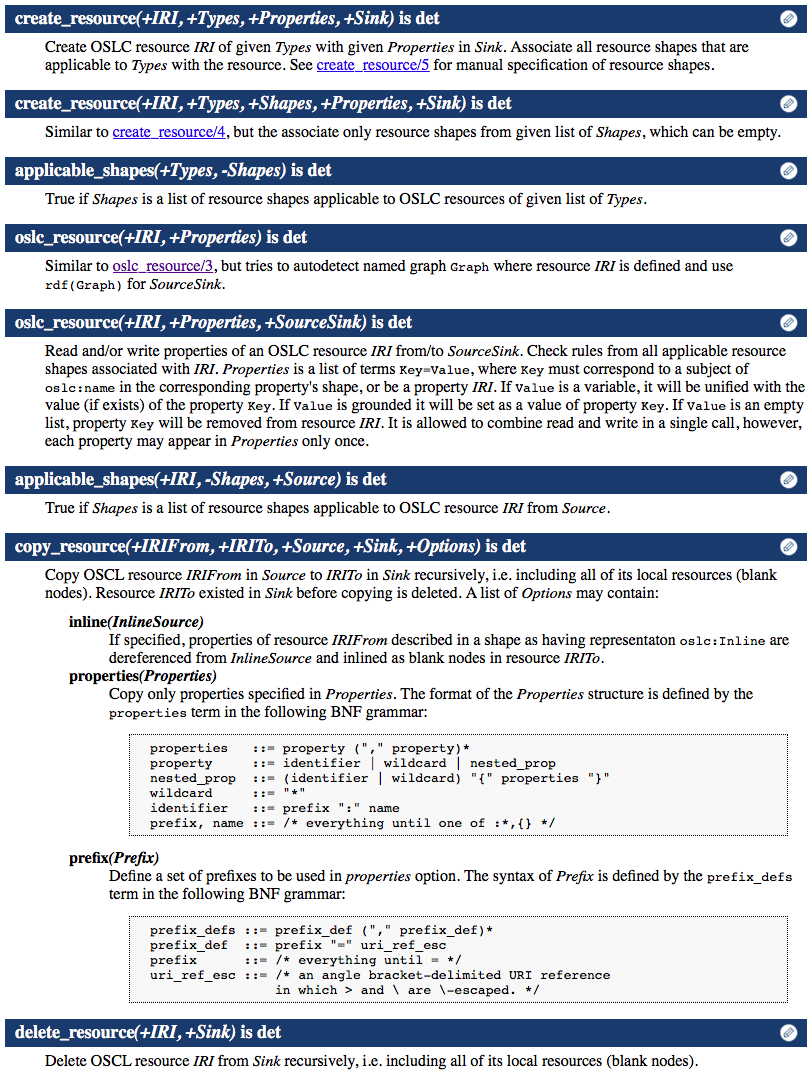 create_resource(+IRI, +Types, +Properties, +Sink) is det
Create OSLC resource IRI of given Types with given Properties in Sink. Associate all resource shapes that are
applicable to Types with the resource. See create_resource/5 for manual specification of resource shapes.
create_resource(+IRI, +Types, +Shapes, +Properties, +Sink) is det
Similar to create_resource/4, but the associate only resource shapes from given list of Shapes, which can be empty.
applicable_shapes(+Types, -Shapes) is det
True if Shapes is a list of resource shapes applicable to OSLC resources of given list of Types.
oslc_resource(+IRI, +Properties) is det
Similar to oslc_resource/3, but tries to autodetect named graph Graph where resource IRI is defined and use
rdf(Graph) for SourceSink.
oslc_resource(+IRI, +Properties, +SourceSink) is det
Read and/or write properties of an OSLC resource IRI from/to SourceSink. Check rules from all applicable resource
shapes associated with IRI. Properties is a list of terms Key=Value, where Key must correspond to a subject of
oslc:name in the corresponding property's shape, or be a property IRI. If Value is a variable, it will be unified with the
value (if exists) of the property Key. If Value is grounded it will be set as a value of property Key. If Value is an empty
list, property Key will be removed from resource IRI. It is allowed to combine read and write in a single call, however,
each property may appear in Properties only once.
applicable_shapes(+IRI, -Shapes, +Source) is det
True if Shapes is a list of resource shapes applicable to OSLC resource IRI from Source.
copy_resource(+IRIFrom, +IRITo, +Source, +Sink, +Options) is det
Copy OSCL resource IRIFrom in Source to IRITo in Sink recursively, i.e. including all of its local resources (blank
nodes). Resource IRITo existed in Sink before copying is deleted. A list of Options may contain:
inline(InlineSource)
If specified, properties of resource IRIFrom described in a shape as having representaton oslc:Inline are
dereferenced from InlineSource and inlined as blank nodes in resource IRITo.
properties(Properties)
Copy only properties specified in Properties. The format of the Properties structure is defined by the
properties term in the following BNF grammar:
properties ::= property ("," property)*
property ::= identifier | wildcard | nested_prop
nested_prop ::= (identifier | wildcard) "{" properties "}"
wildcard ::= "*"
identifier ::= prefix ":" name
prefix, name ::= /* everything until one of :*,{} */
prefix(Prefix)
Define a set of prefixes to be used in properties option. The syntax of Prefix is defined by the prefix_defs
term in the following BNF grammar:
prefix_defs ::= prefix_def ("," prefix_def)*
prefix_def ::= prefix "=" uri_ref_esc
prefix ::= /* everything until = */
uri_ref_esc ::= /* an angle bracket-delimited URI reference
in which > and \ are \-escaped. */
delete_resource(+IRI, +Sink) is det
Delete OSCL resource IRI from Sink recursively, i.e. including all of its local resources (blank nodes).